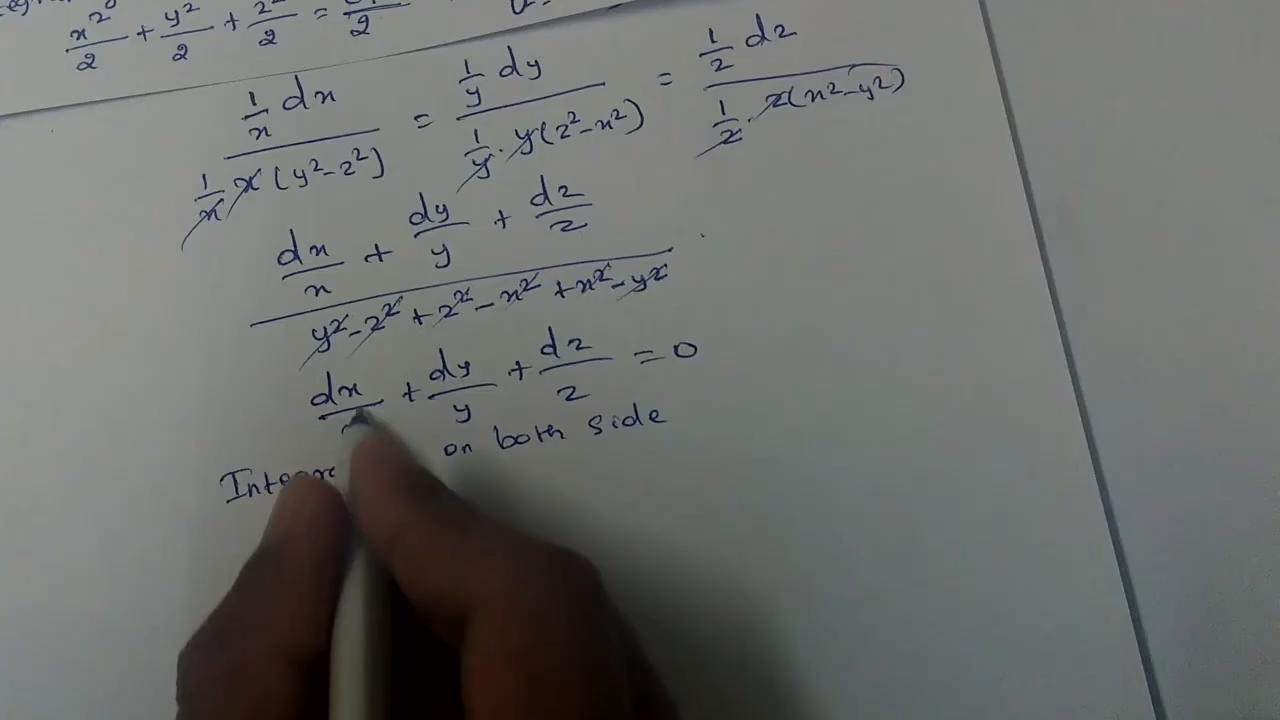 x²/2 + y²/2 + z²/2 =
(1/x dx) / (1/x x(y²-z²)) = (1/y dy) / (1/y · y(z²-x²)) = (1/z dz) / (1/z · z(x²-y²))
(dx/x + dy/y + dz/z) / (y²-z²+z²-x²+x²-y²)
dx + dy/y + dz/z = 0
on both side